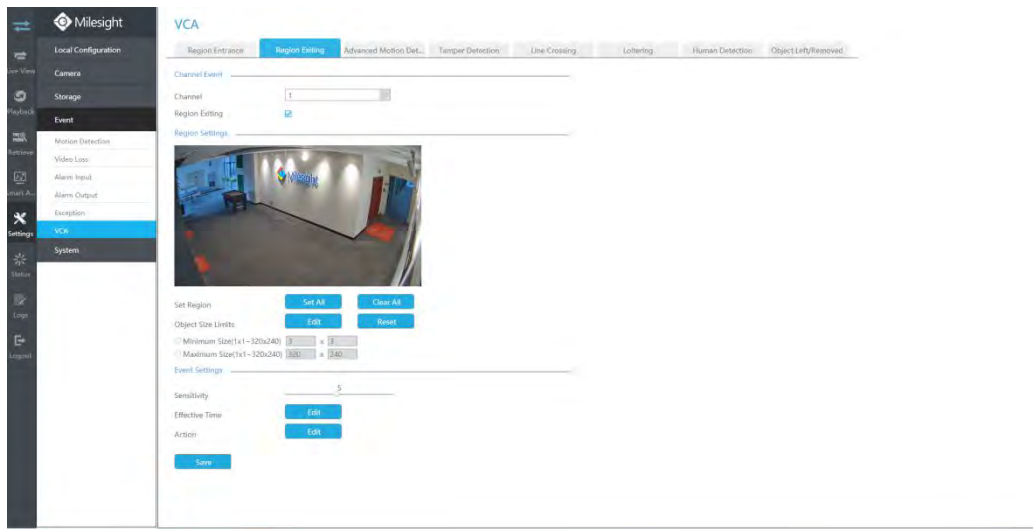 Milesight
Live View
Playback
Retrieve
Smart A...
Settings
Status
Logs
Logout
Local Configuration
Camera
Storage
Event
Motion Detection
Video Loss
Alarm Input
Alarm Output
Exception
VCA
System
VCA
Region Entrance
Region Exiting
Advanced Motion Det...
Tamper Detection
Line Crossing
Loitering
Human Detection
Object Left/Removed
Channel Event
Channel 1
Region Exiting
Region Settings
Milesight
Set Region Set All Clear All
Object Size Limits Edit Reset
Minimum Size(1x1~320x240) 3 x 3
Maximum Size(1x1~320x240) 320 x 240
Event Settings
5
Sensitivity
Effective Time Edit
Action Edit
Save